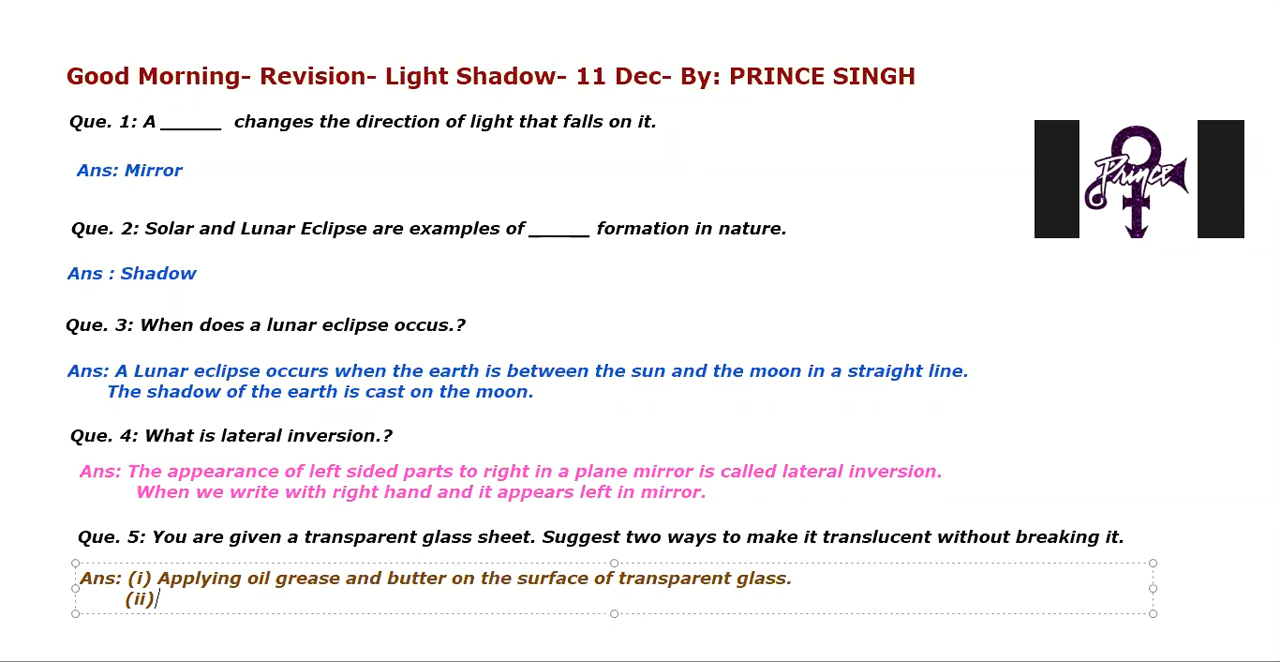 Good Morning- Revision- Light Shadow- 11 Dec- By: PRINCE SINGH
Que. 1: A ______ changes the direction of light that falls on it.
Prince
Ans: Mirror
Que. 2: Solar and Lunar Eclipse are examples of ______ formation in nature.
Ans : Shadow
Que. 3: When does a lunar eclipse occus.?
Ans: A Lunar eclipse occurs when the earth is between the sun and the moon in a straight line.
The shadow of the earth is cast on the moon.
Que. 4: What is lateral inversion.?
Ans: The appearance of left sided parts to right in a plane mirror is called lateral inversion.
When we write with right hand and it appears left in mirror.
Que. 5: You are given a transparent glass sheet. Suggest two ways to make it translucent without breaking it.
Ans: (i) Applying oil grease and butter on the surface of transparent glass.
(ii)